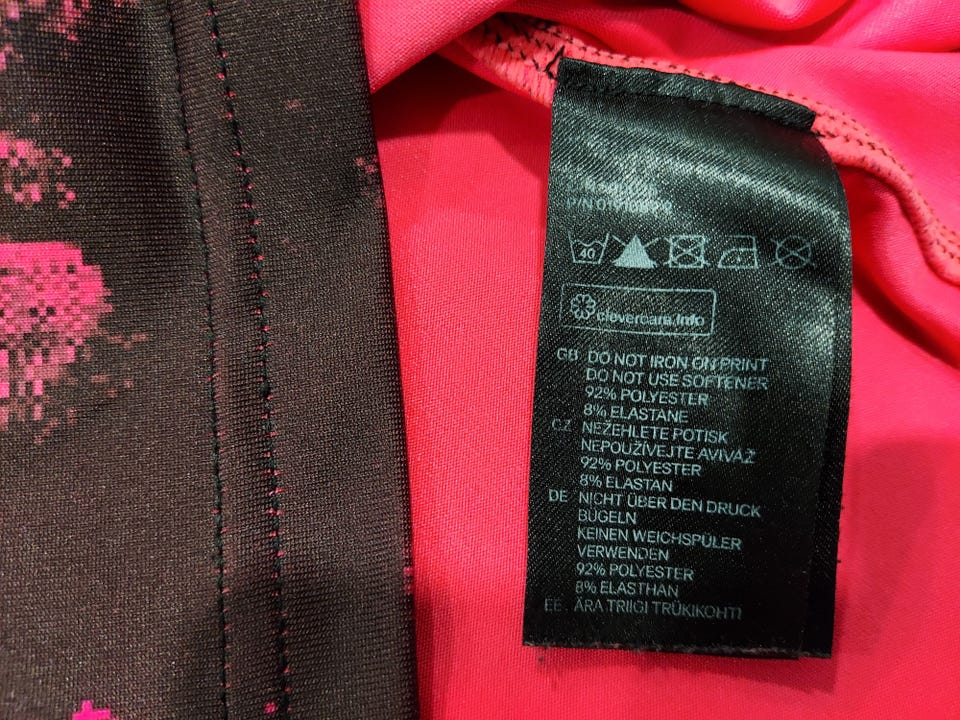 P/N
40
clevercare.info
GB DO NOT IRON ON PRINT
DO NOT USE SOFTENER
92% POLYESTER
8% ELASTANE
CZ NEŽEHLETE POTISK
NEPOUŽÍVEJTE AVIVÁŽ
92% POLYESTER
8% ELASTAN
DE NICHT ÜBER DEN DRUCK
BÜGELN
KEINEN WEICHSPÜLER
VERWENDEN
92% POLYESTER
8% ELASTHAN
EE ÄRA TRIIGI TRÜKIKOHTI